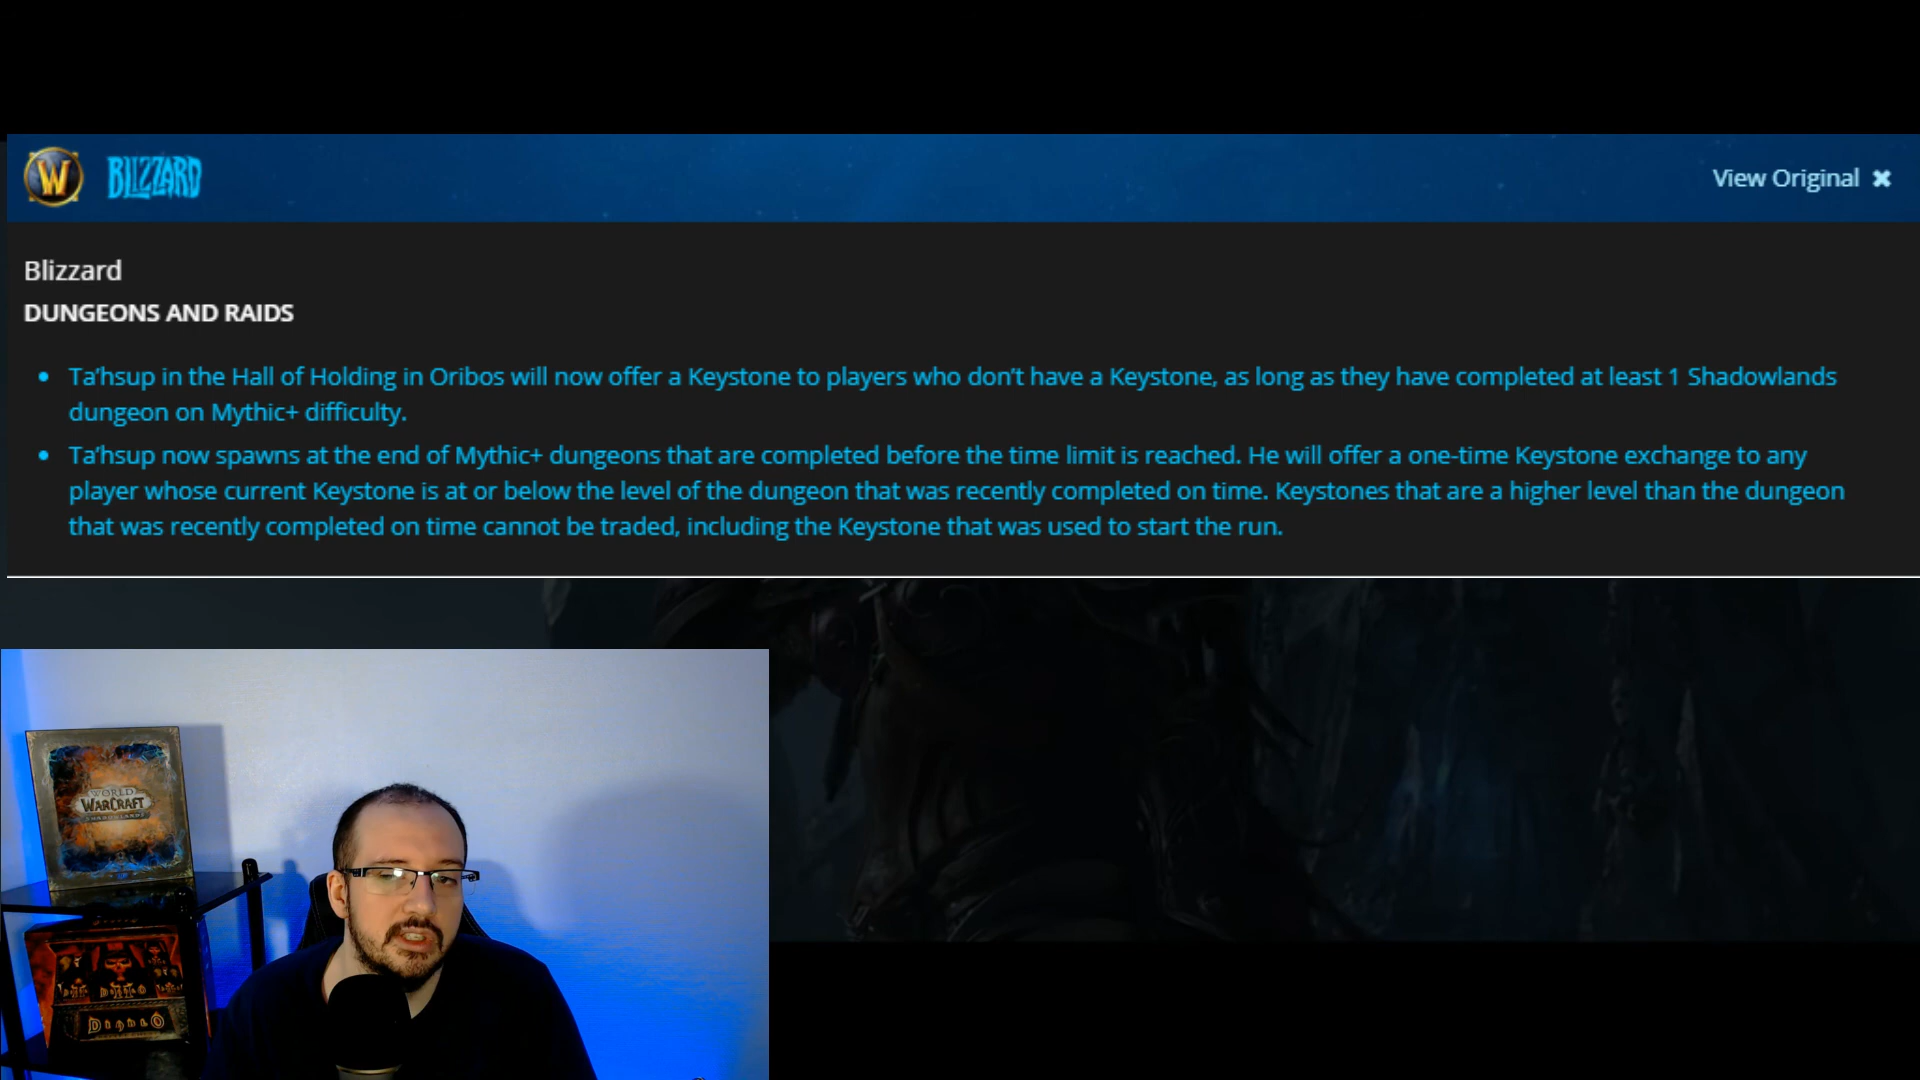 W BLIZZARD
View Original ✖
Blizzard
DUNGEONS AND RAIDS
• Ta’hsup in the Hall of Holding in Oribos will now offer a Keystone to players who don’t have a Keystone, as long as they have completed at least 1 Shadowlands
dungeon on Mythic+ difficulty.
• Ta’hsup now spawns at the end of Mythic+ dungeons that are completed before the time limit is reached. He will offer a one-time Keystone exchange to any
player whose current Keystone is at or below the level of the dungeon that was recently completed on time. Keystones that are a higher level than the dungeon
that was recently completed on time cannot be traded, including the Keystone that was used to start the run.
WORLD
WARCRAFT
SHADOWLANDS
DIABLO
DIABLO